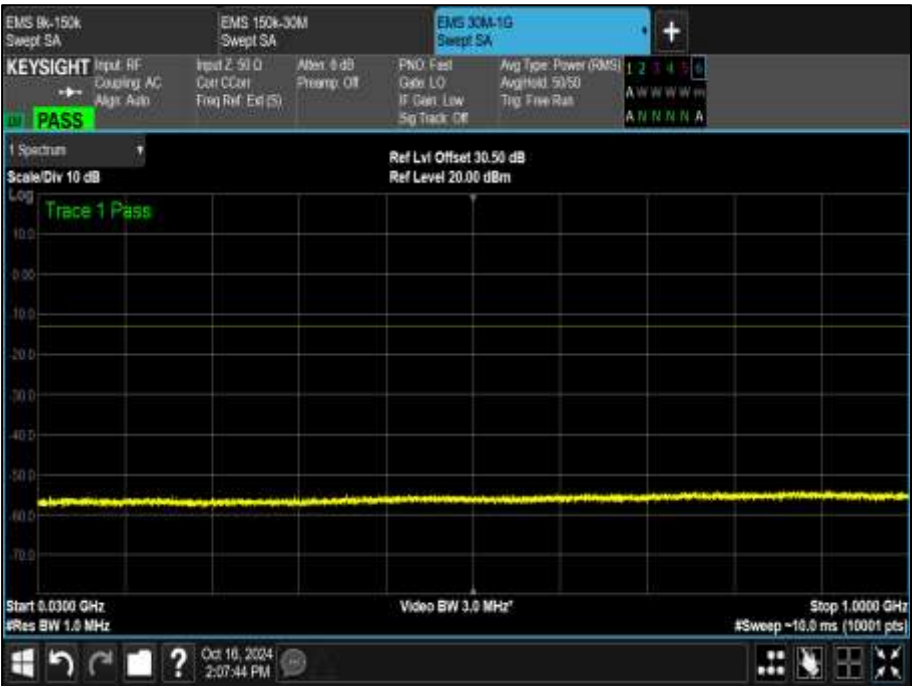 EMS 9k-150k
Swept SA
EMS 150k-30M
Swept SA
EMS 30M-1G
Swept SA
KEYSIGHT
Input: RF
Coupling: AC
Align: Auto
Input Z: 50 Ω
Corr CCorr
Freq Ref: Ext (S)
Atten: 6 dB
Preamp: Off
PNO: Fast
Gate: LO
IF Gain: Low
Sig Track: Off
Avg Type: Power (RMS)
Avg|Hold: 50/50
Trig: Free Run
1 2 3 4 5 6
A W W W W
A N N N N A
PASS
1 Spectrum
Scale/Div 10 dB
Ref Lvl Offset 30.50 dB
Ref Level 20.00 dBm
Log
Trace 1 Pass
10.0
0.00
-10.0
-20.0
-30.0
-40.0
-50.0
-60.0
-70.0
Start 0.0300 GHz
#Res BW 1.0 MHz
Video BW 3.0 MHz*
Stop 1.0000 GHz
#Sweep ~10.0 ms (10001 pts)
?
Oct 16, 2024
2:07:44 PM